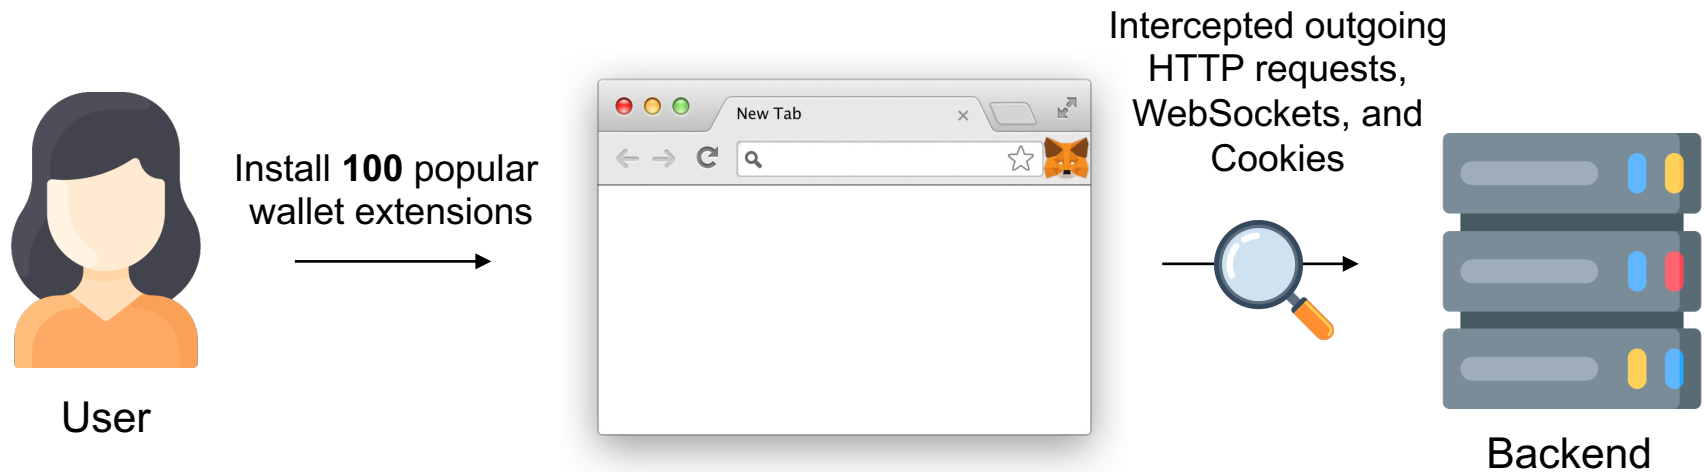 Install 100 popular
wallet extensions
User
New Tab
Intercepted outgoing
HTTP requests,
WebSockets, and
Cookies
Backend